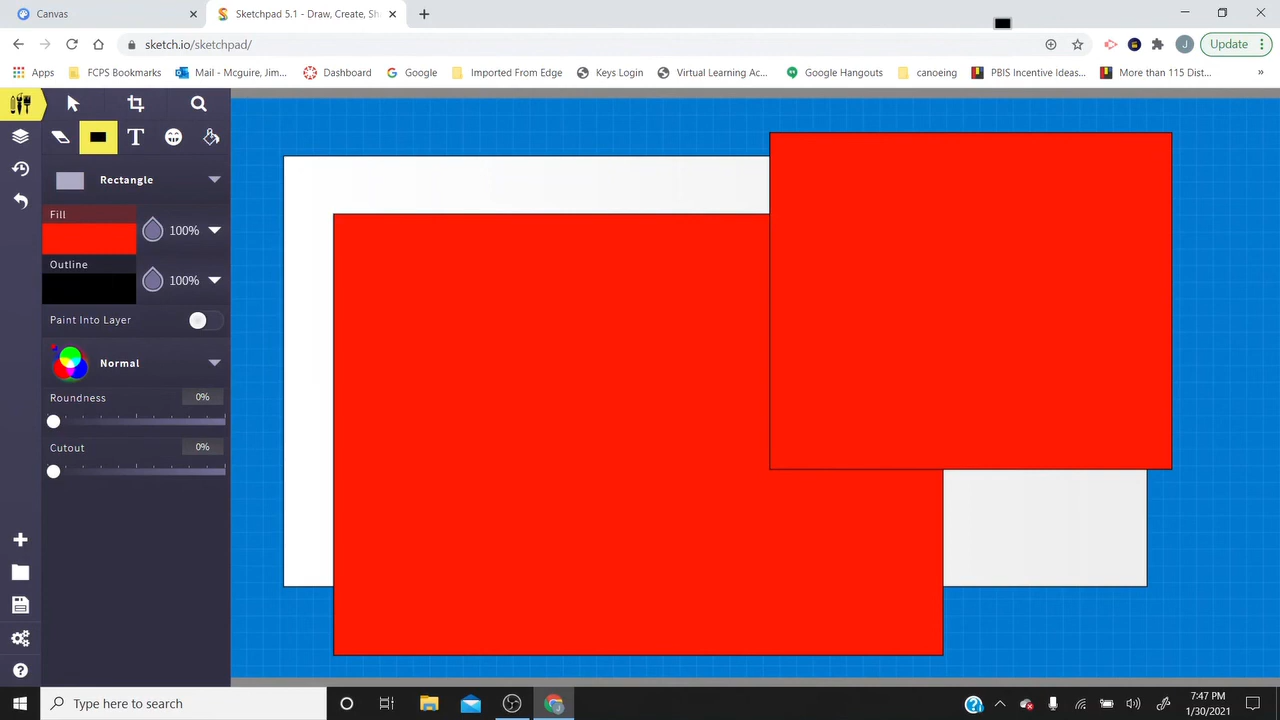 Canvas
Sketchpad 5.1 - Draw, Create, Sh
sketch.io/sketchpad/
J
Update
Apps
FCPS Bookmarks
Mail - Mcguire, Jim...
Dashboard
Google
Imported From Edge
Keys Login
Virtual Learning Ac...
Google Hangouts
canoeing
PBIS Incentive Ideas...
More than 115 Dist...
»
T
Rectangle
Fill
100%
Outline
100%
Paint Into Layer
Normal
Roundness
0%
Cutout
0%
Type here to search
7:47 PM
1/30/2021